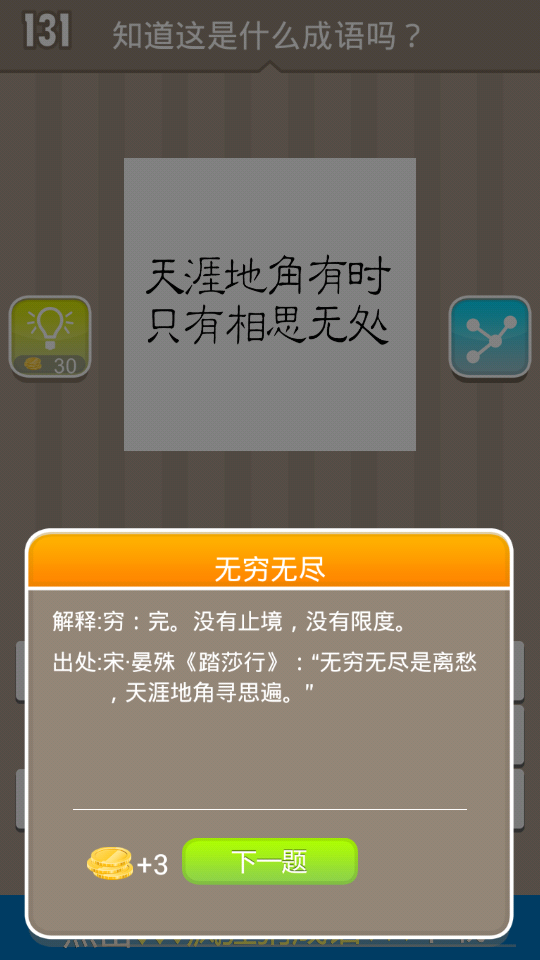 131 知道这是什么成语吗？
天涯地角有时
只有相思无处
30
无穷无尽
解释:穷：完。没有止境，没有限度。
出处:宋·晏殊《踏莎行》：“无穷无尽是离愁
，天涯地角寻思遍。”
+3 下一题